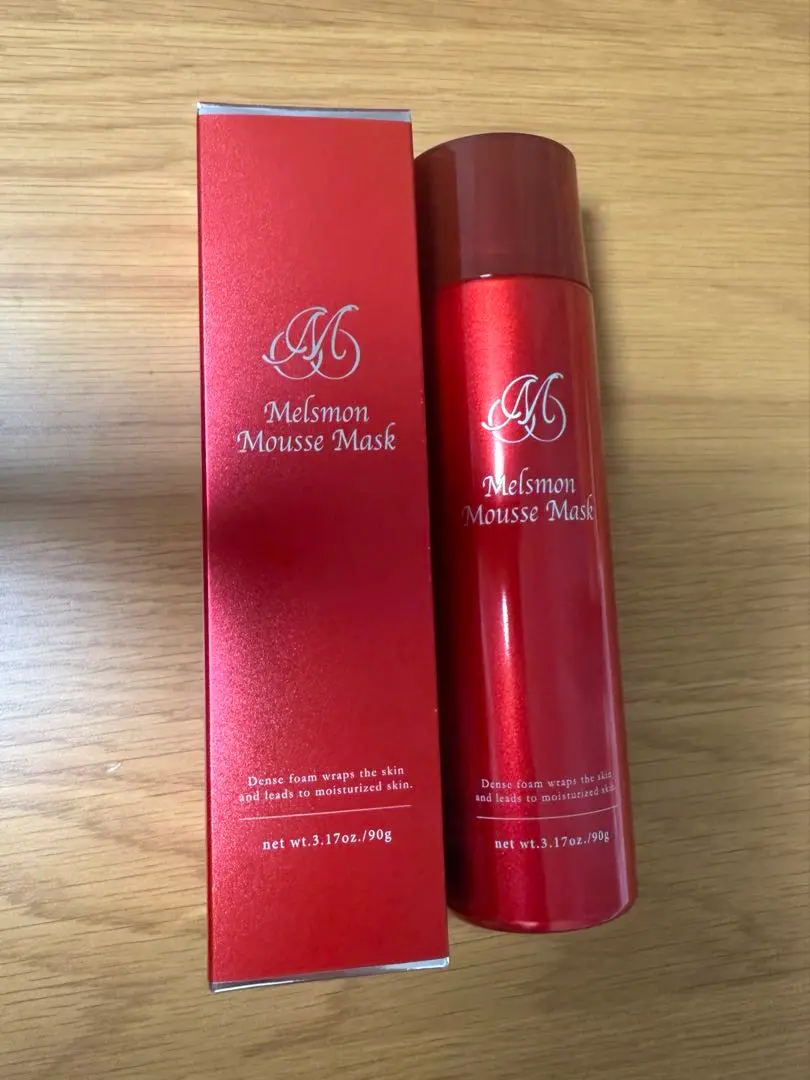 M
Melsmon
Mousse Mask
Dense foam wraps the skin
and leads to moisturized skin.
net wt.3.17oz./90g
M
Melsmon
Mousse Mask
Dense foam wraps the skin
and leads to moisturized skin.
net wt.3.17oz./90g